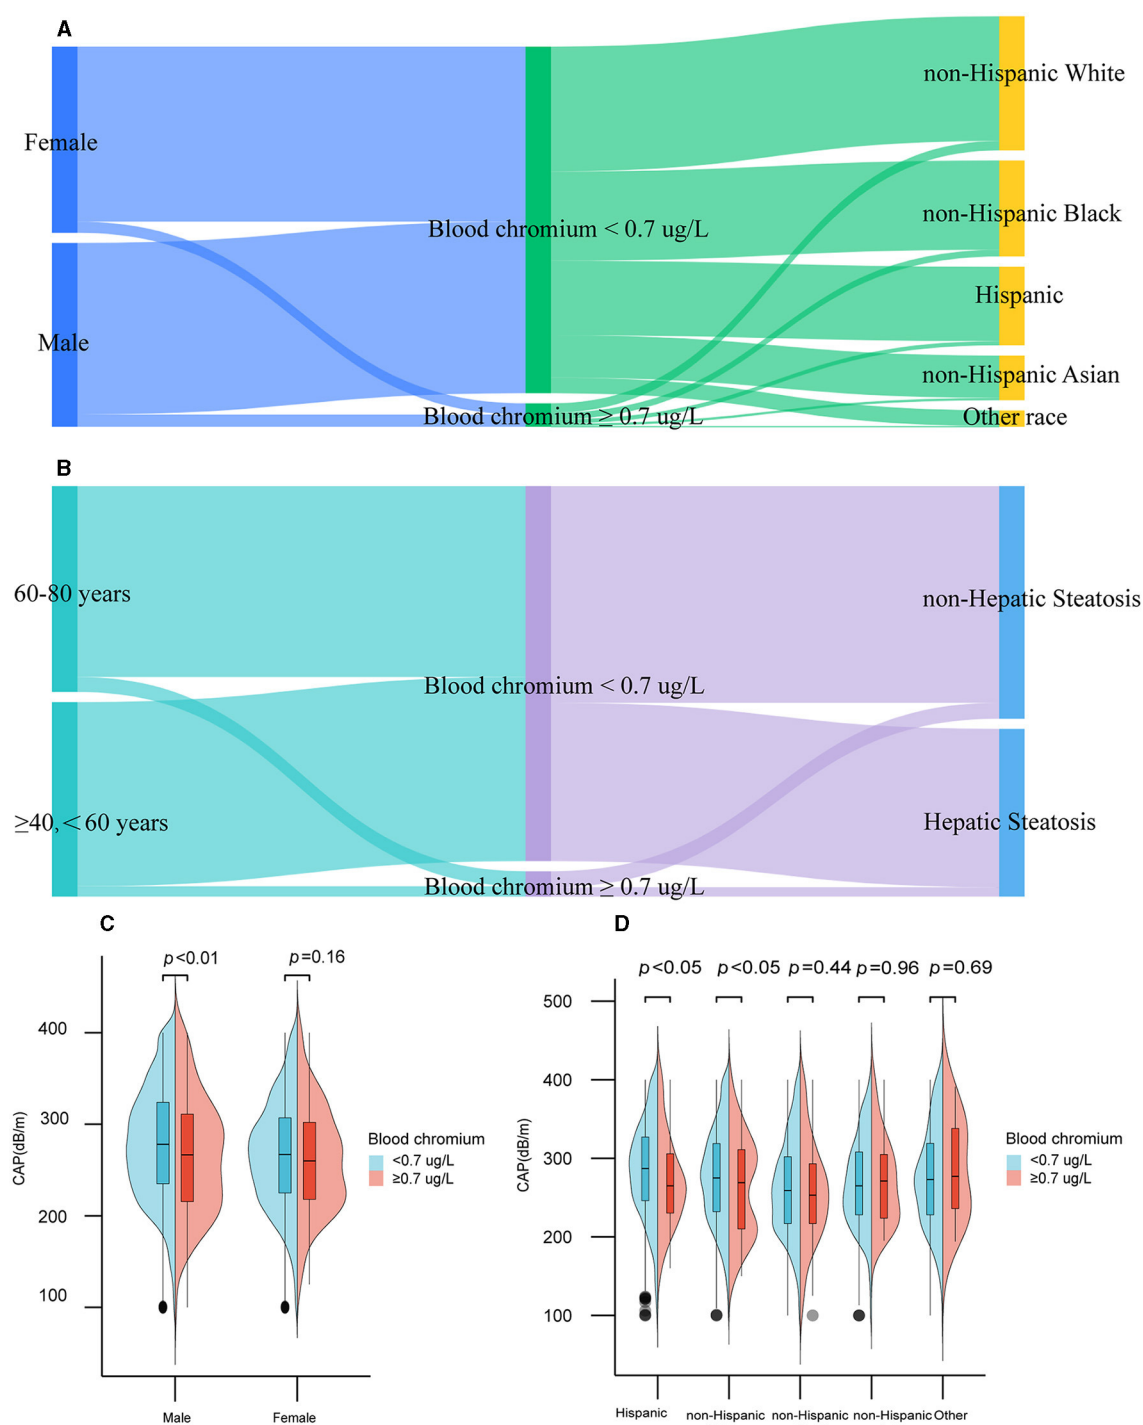 A
Female
Male
Blood chromium < 0.7 ug/L
Blood chromium ≥ 0.7 ug/L
non-Hispanic White
non-Hispanic Black
Hispanic
non-Hispanic Asian
Other race
B
60-80 years
≥40,<60 years
Blood chromium < 0.7 ug/L
Blood chromium ≥ 0.7 ug/L
non-Hepatic Steatosis
Hepatic Steatosis
C
p<0.01
p=0.16
400
300
200
100
CAP(dB/m)
Male
Female
Blood chromium
<0.7 ug/L
≥0.7 ug/L
D
p<0.05
p<0.05
p=0.44
p=0.96
p=0.69
500
400
300
200
100
CAP(dB/m)
Hispanic
non-Hispanic
non-Hispanic
non-Hispanic
Other
Blood chromium
<0.7 ug/L
≥0.7 ug/L